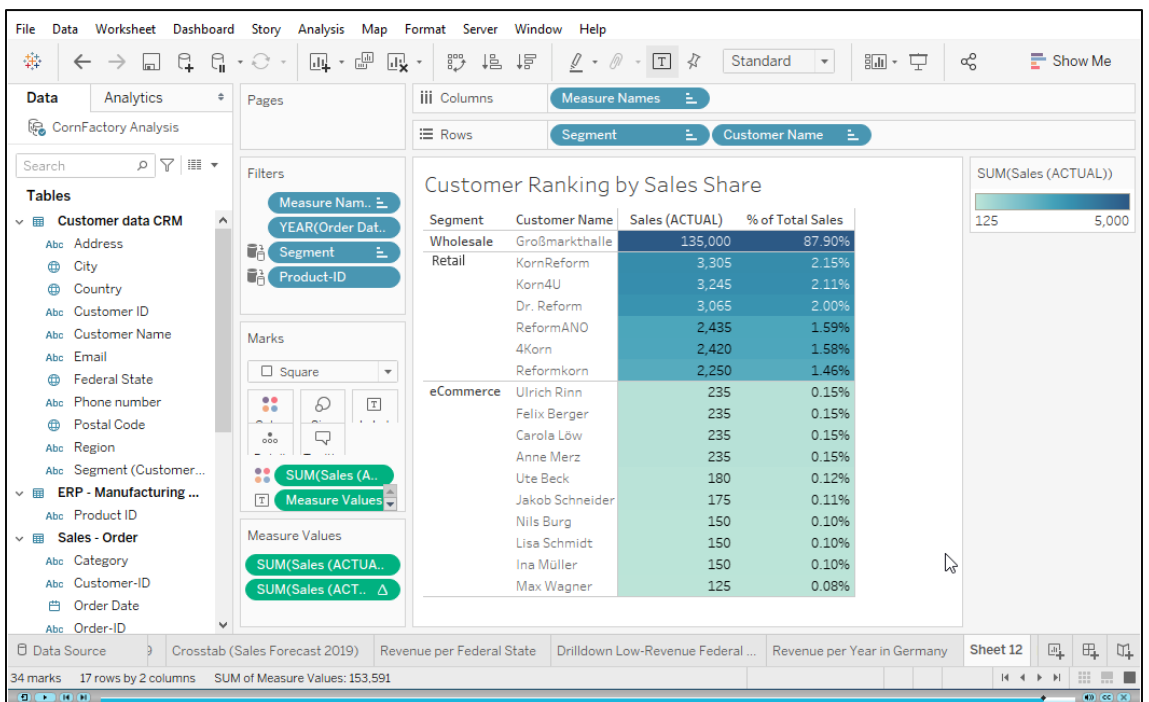 File Data Worksheet Dashboard Story Analysis Map Format Server Window Help
Standard Show Me
Data Analytics Pages Columns Measure Names
CornFactory Analysis
Rows Segment Customer Name
Search
Tables
Customer data CRM
Abc Address
City
Country
Abc Customer ID
Abc Customer Name
Abc Email
Federal State
Abc Phone number
Postal Code
Abc Region
Abc Segment (Customer...
ERP - Manufacturing ...
Abc Product ID
Sales - Order
Abc Category
Abc Customer-ID
Order Date
Abc Order-ID
Filters
Measure Nam..
YEAR(Order Dat..
Segment
Product-ID
Marks
Square
T
SUM(Sales (A..
T Measure Values
Measure Values
SUM(Sales (ACTUA..
SUM(Sales (ACT.. Δ
Customer Ranking by Sales Share
Segment Customer Name Sales (ACTUAL) % of Total Sales
Wholesale Großmarkthalle 135,000 87.90%
Retail KornReform 3,305 2.15%
Korn4U 3,245 2.11%
Dr. Reform 3,065 2.00%
ReformANO 2,435 1.59%
4Korn 2,420 1.58%
Reformkorn 2,250 1.46%
eCommerce Ulrich Rinn 235 0.15%
Felix Berger 235 0.15%
Carola Löw 235 0.15%
Anne Merz 235 0.15%
Ute Beck 180 0.12%
Jakob Schneider 175 0.11%
Nils Burg 150 0.10%
Lisa Schmidt 150 0.10%
Ina Müller 150 0.10%
Max Wagner 125 0.08%
SUM(Sales (ACTUAL))
125 5,000
Data Source 9 Crosstab (Sales Forecast 2019) Revenue per Federal State Drilldown Low-Revenue Federal ... Revenue per Year in Germany Sheet 12
34 marks 17 rows by 2 columns SUM of Measure Values: 153,591
CC